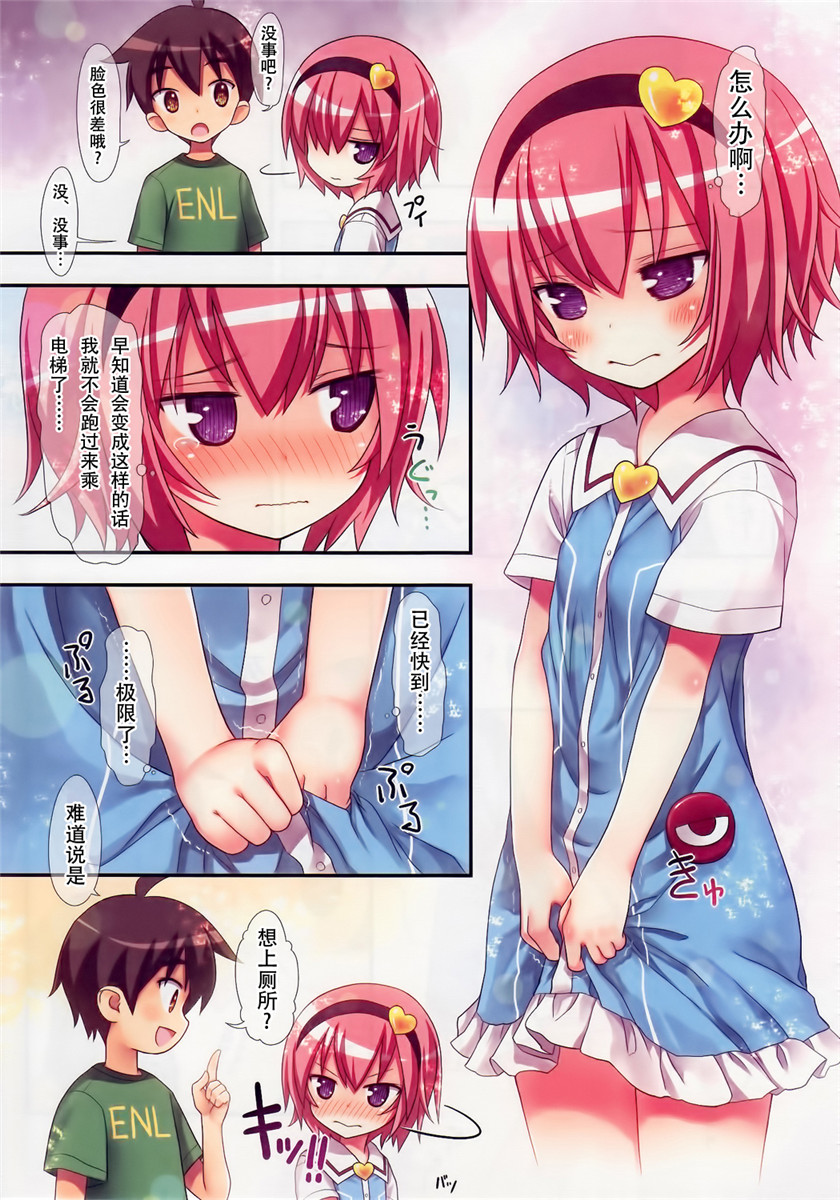 怎么办啊…
没事吧？
脸色很差哦？
ENL
没、没事…
プイ
早知道会变成这样的话
我就不会跑过来乘
电梯了……
うぐっ…
已经快到……
……极限了…
ぷる
ぷる
きゅ
难道说是
想上厕所？
ENL
キッ!!
バッ